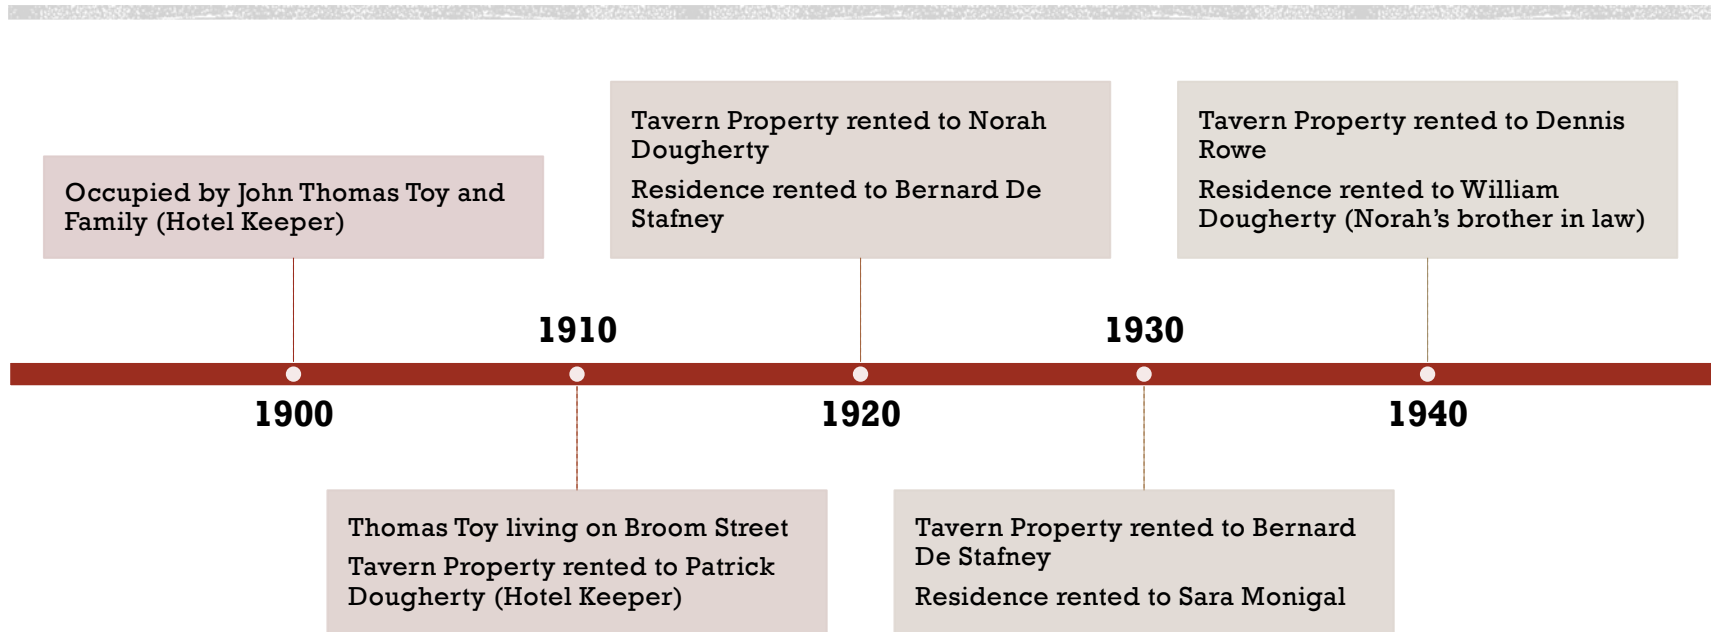 Occupied by John Thomas Toy and
Family (Hotel Keeper)
1900
1910
Thomas Toy living on Broom Street
Tavern Property rented to Patrick
Dougherty (Hotel Keeper)
Tavern Property rented to Norah
Dougherty
Residence rented to Bernard De
Stafney
1920
1930
Tavern Property rented to Bernard
De Stafney
Residence rented to Sara Monigal
Tavern Property rented to Dennis
Rowe
Residence rented to William
Dougherty (Norah’s brother in law)
1940